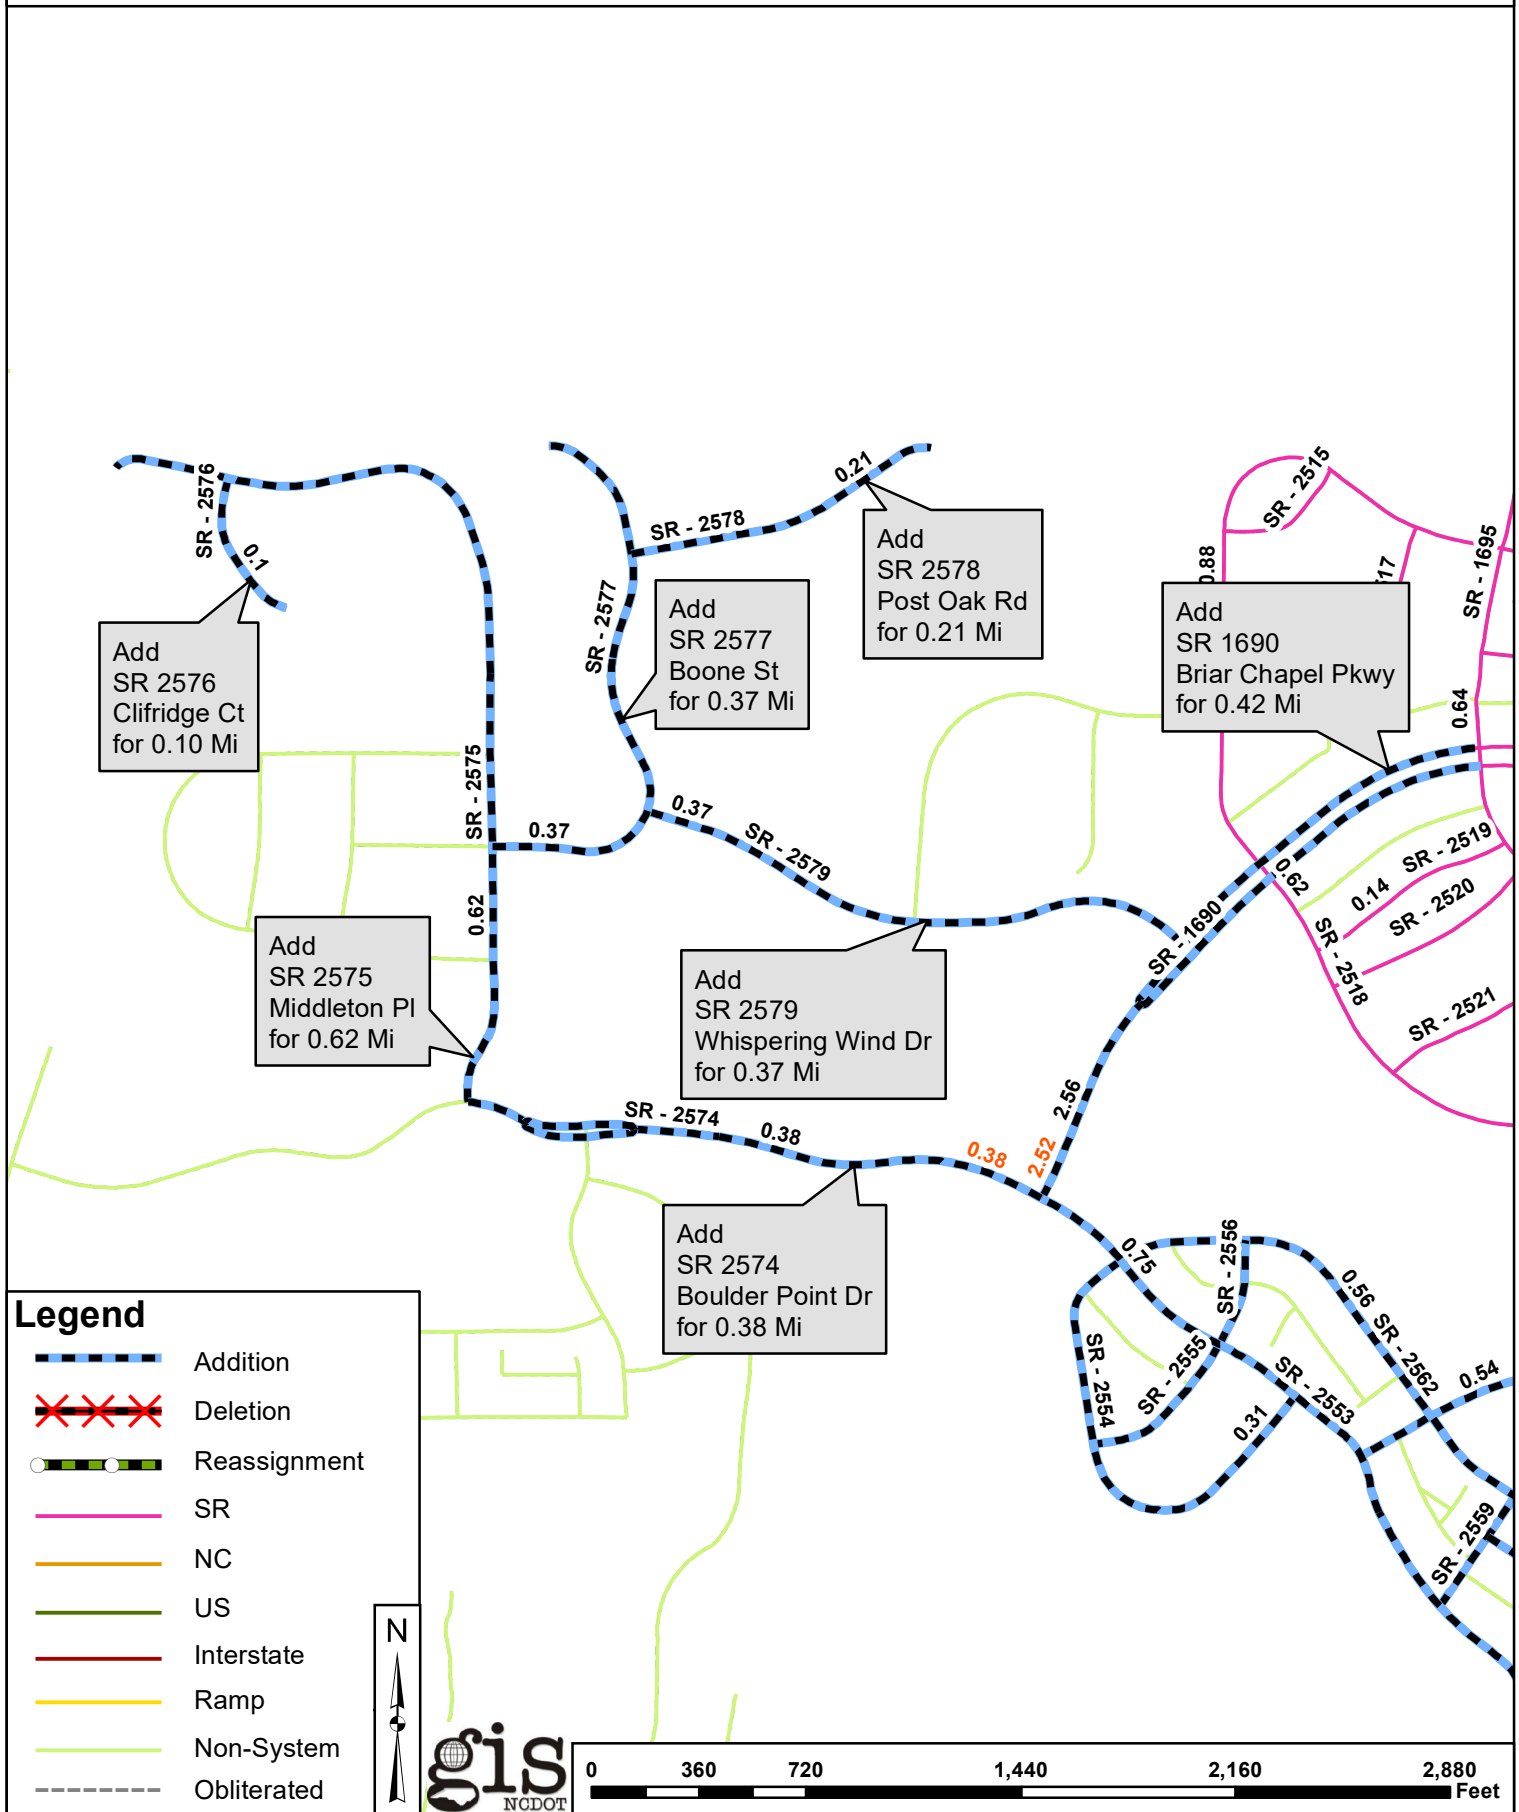 SR - 2576
0.1
Add
SR 2576
Clifridge Ct
for 0.10 Mi
SR - 2578
0.21
Add
SR 2578
Post Oak Rd
for 0.21 Mi
SR - 2577
Add
SR 2577
Boone St
for 0.37 Mi
SR - 2515
0.88
17
SR - 1695
Add
SR 1690
Briar Chapel Pkwy
for 0.42 Mi
0.64
SR - 2575
0.37
0.37
SR - 2579
0.62
0.62
SR - 2519
0.14
SR - 2520
SR - 2518
SR - 2521
SR - 1690
Add
SR 2575
Middleton Pl
for 0.62 Mi
Add
SR 2579
Whispering Wind Dr
for 0.37 Mi
2.56
2.52
SR - 2574
0.38
0.38
Add
SR 2574
Boulder Point Dr
for 0.38 Mi
0.75
SR - 2556
0.56
SR - 2562
0.54
SR - 2554
SR - 2555
SR - 2553
0.31
SR - 2559
Legend
Addition
Deletion
Reassignment
SR
NC
US
Interstate
Ramp
Non-System
Obliterated
N
gis
NCDOT
0 360 720 1,440 2,160 2,880
Feet